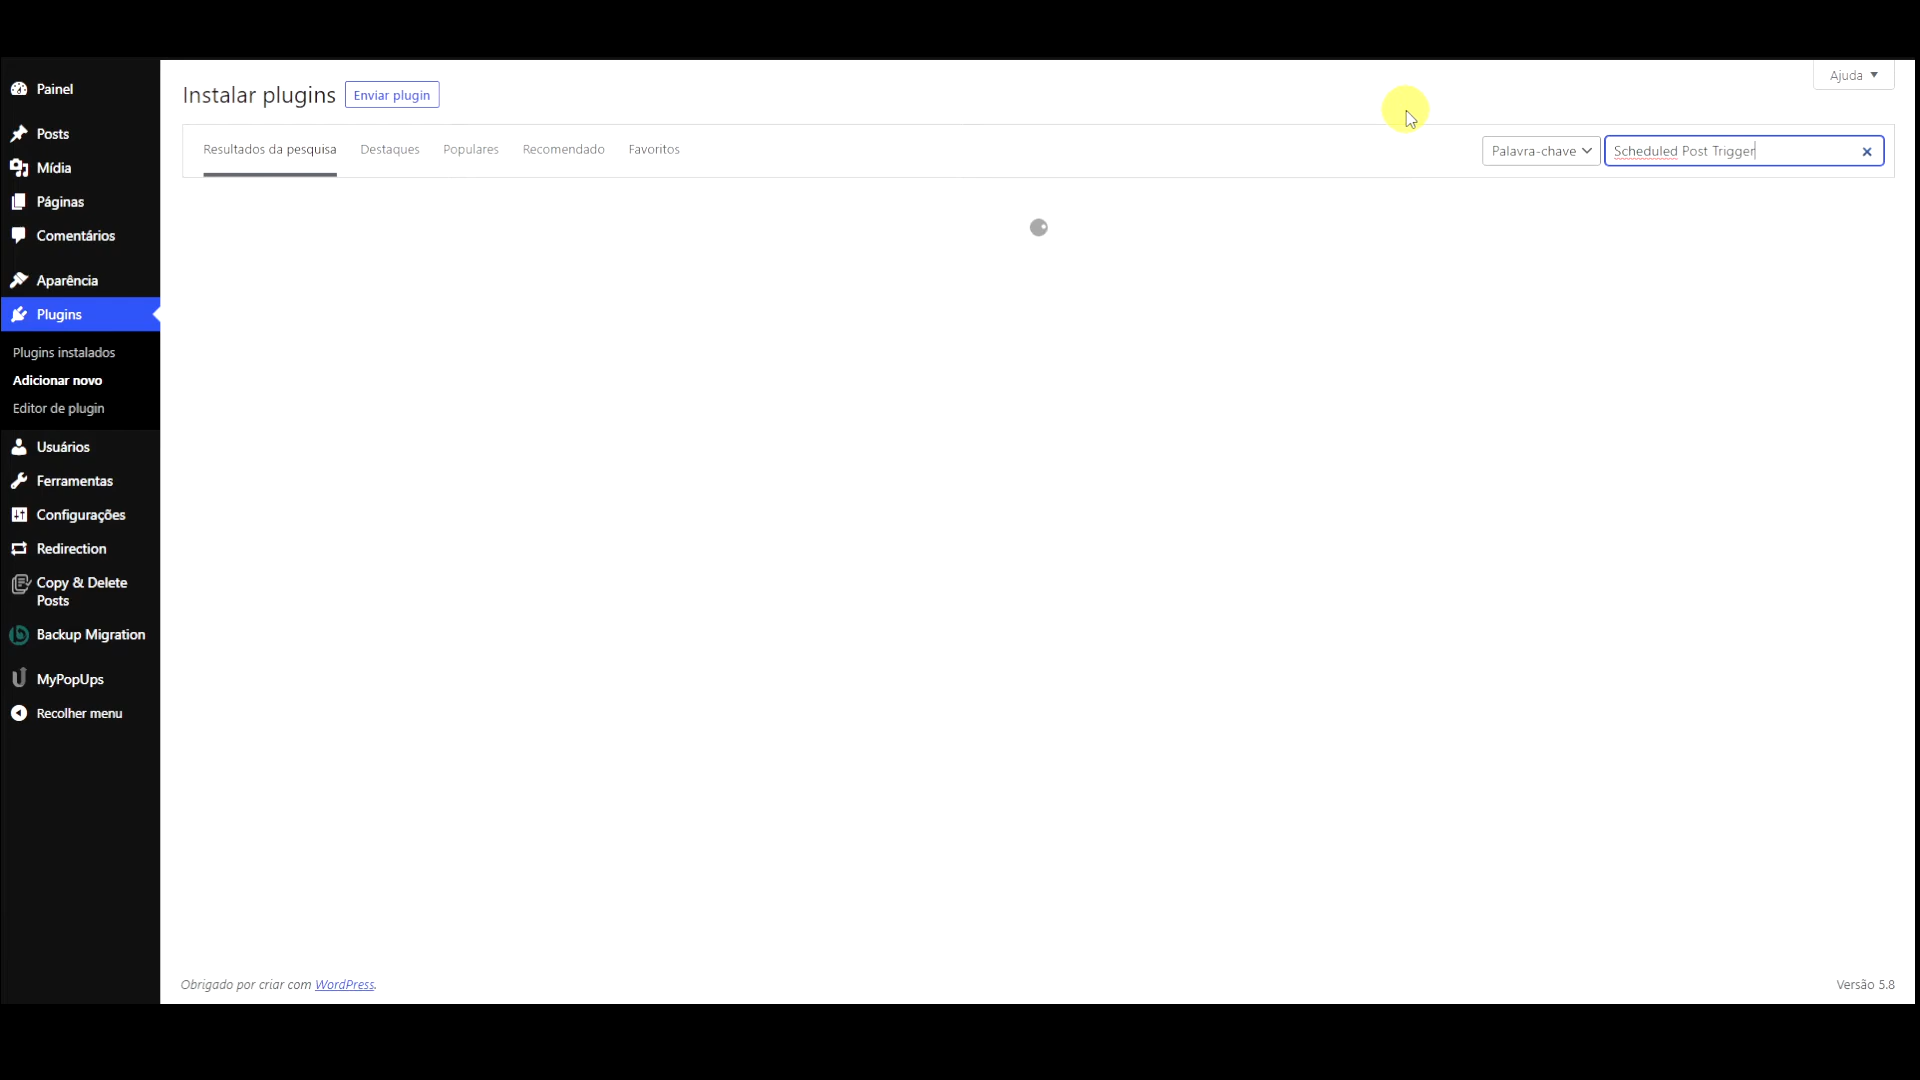 Ajuda
Painel
Instalar plugins
Enviar plugin
Posts
Resultados da pesquisa
Destaques
Populares
Recomendado
Favoritos
Palavra-chave
Scheduled Post Trigger
Mídia
Páginas
Comentários
Aparência
Plugins
Plugins instalados
Adicionar novo
Editor de plugin
Usuários
Ferramentas
Configurações
Redirection
Copy & Delete
Posts
Backup Migration
MyPopUps
Recolher menu
Obrigado por criar com WordPress.
Versão 5.8